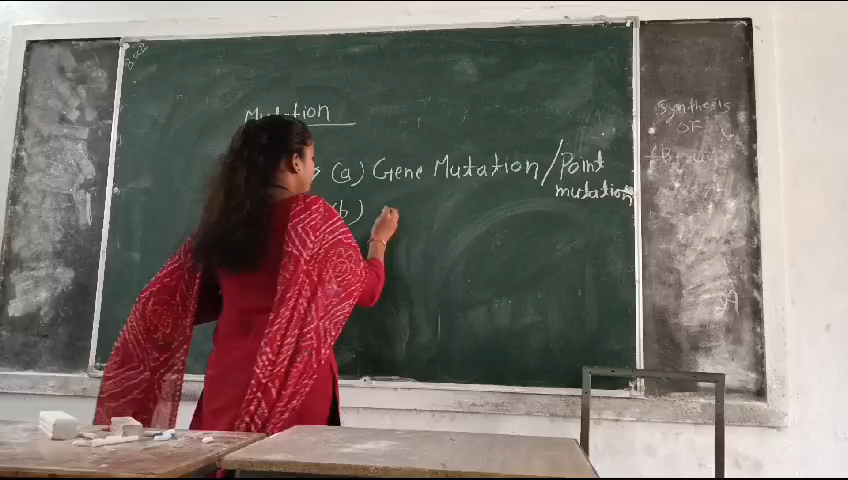 Mutation
(a) Gene Mutation / Point
mutation
(b)
Synthesis
OF